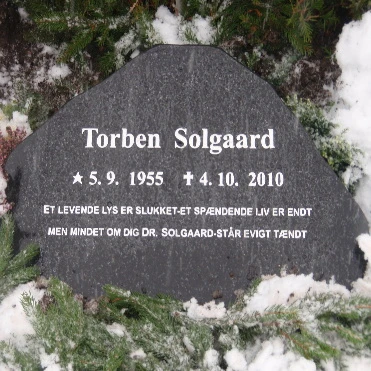 Torben Solgaard
★ 5. 9. 1955 ✝ 4. 10. 2010
ET LEVENDE LYS ER SLUKKET-ET SPÆNDENDE LIV ER ENDT
MEN MINDET OM DIG DR. SOLGAARD-STÅR EVIGT TÆNDT